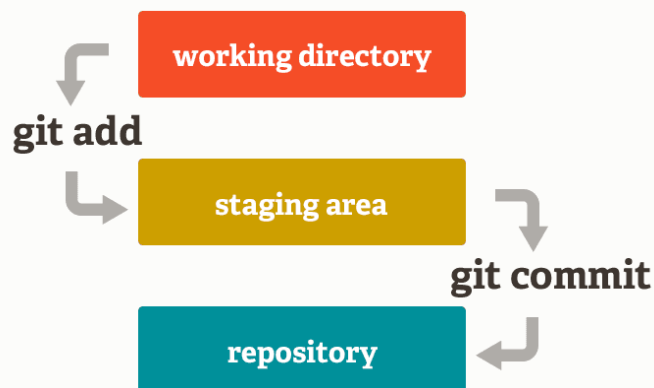 working directory
git add
staging area
git commit
repository